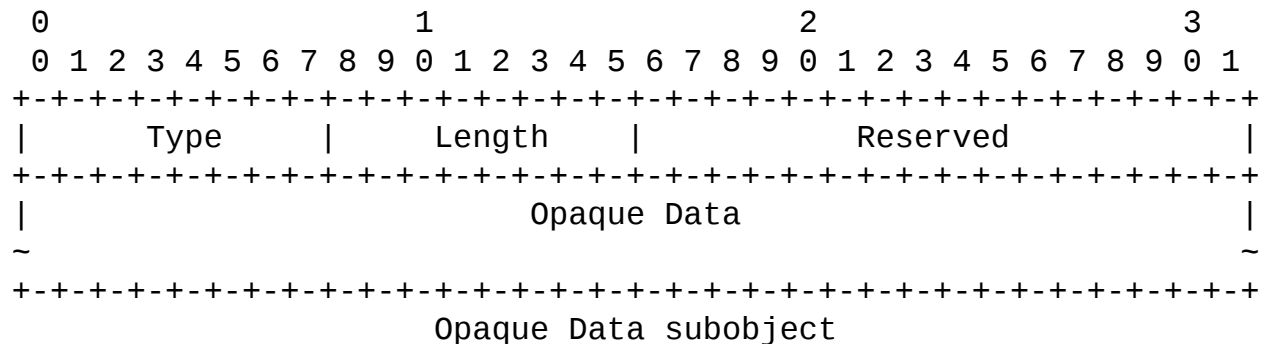 0                   1                   2                   3
 0 1 2 3 4 5 6 7 8 9 0 1 2 3 4 5 6 7 8 9 0 1 2 3 4 5 6 7 8 9 0 1
+-+-+-+-+-+-+-+-+-+-+-+-+-+-+-+-+-+-+-+-+-+-+-+-+-+-+-+-+-+-+-+-+
|      Type     |     Length    |           Reserved            |
+-+-+-+-+-+-+-+-+-+-+-+-+-+-+-+-+-+-+-+-+-+-+-+-+-+-+-+-+-+-+-+-+
|                          Opaque Data                          |
~                                                               ~
+-+-+-+-+-+-+-+-+-+-+-+-+-+-+-+-+-+-+-+-+-+-+-+-+-+-+-+-+-+-+-+-+
                      Opaque Data subobject